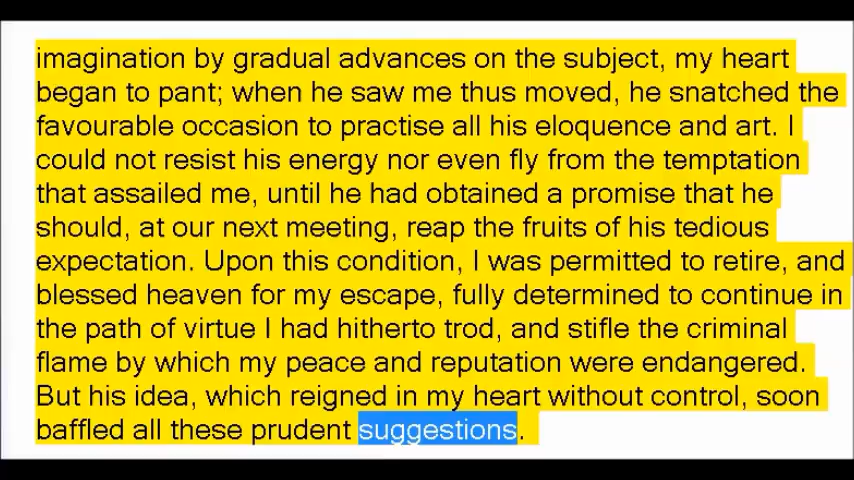 imagination by gradual advances on the subject, my heart
began to pant; when he saw me thus moved, he snatched the
favourable occasion to practise all his eloquence and art. I
could not resist his energy nor even fly from the temptation
that assailed me, until he had obtained a promise that he
should, at our next meeting, reap the fruits of his tedious
expectation. Upon this condition, I was permitted to retire, and
blessed heaven for my escape, fully determined to continue in
the path of virtue I had hitherto trod, and stifle the criminal
flame by which my peace and reputation were endangered.
But his idea, which reigned in my heart without control, soon
baffled all these prudent suggestions.